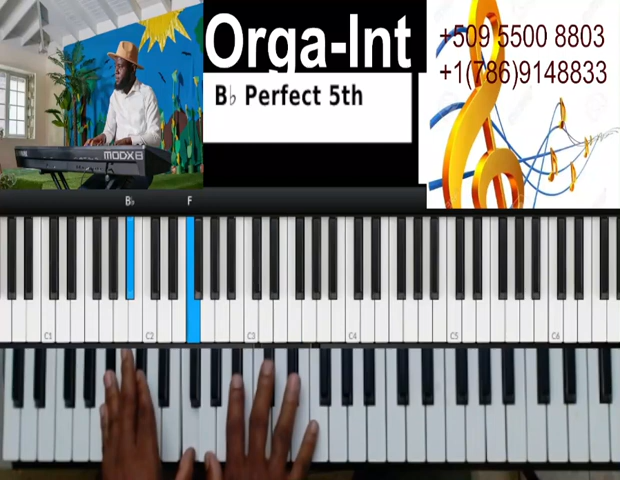 Orga-Int
+509 5500 8803
+1(786)9148833
B♭ Perfect 5th
MODX8
B♭ F
C1 C2 C3 C4 C5 C6